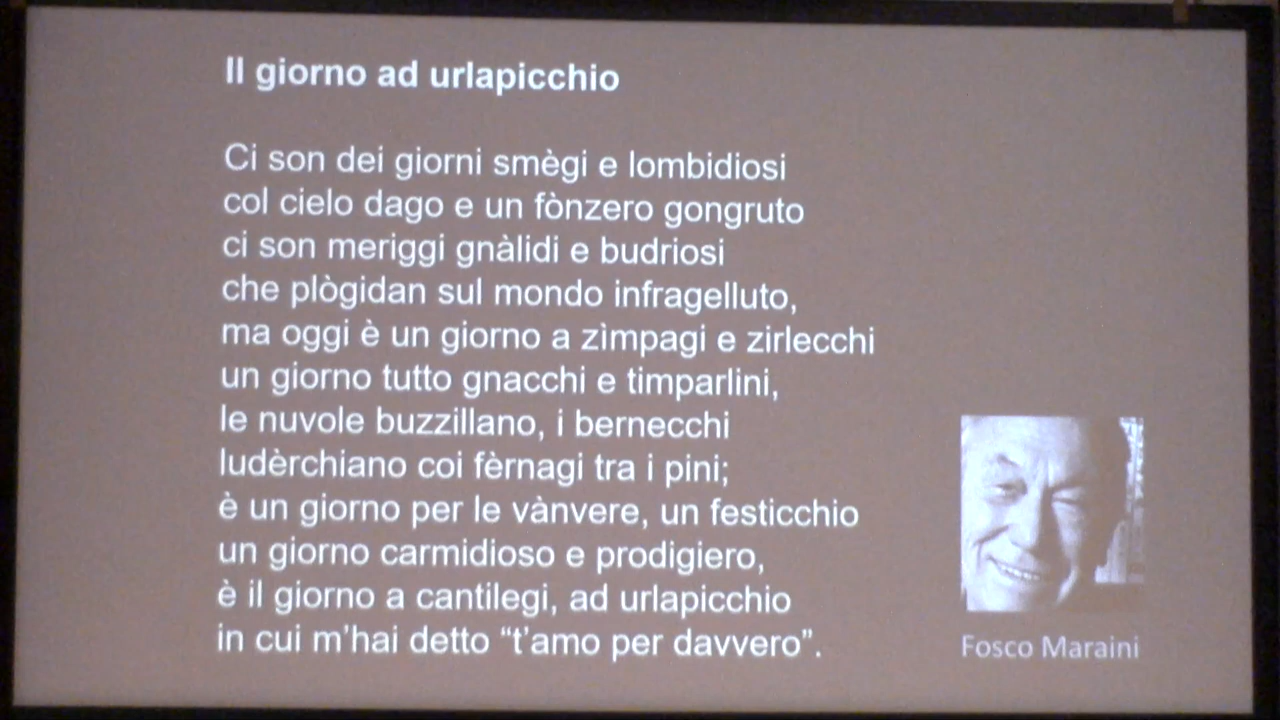 Il giorno ad urlapicchio
Ci son dei giorni smègi e lombidiosi
col cielo dago e un fònzero gongruto
ci son meriggi gnàlidi e budriosi
che plògidan sul mondo infragelluto,
ma oggi è un giorno a zìmpagi e zirlecchi
un giorno tutto gnacchi e timparlini,
le nuvole buzzillano, i bernecchi
ludèrchiano coi fèrnagi tra i pini;
è un giorno per le vànvere, un festicchio
un giorno carmidioso e prodigiero,
è il giorno a cantilegi, ad urlapicchio
in cui m’hai detto “t’amo per davvero”.
Fosco Maraini